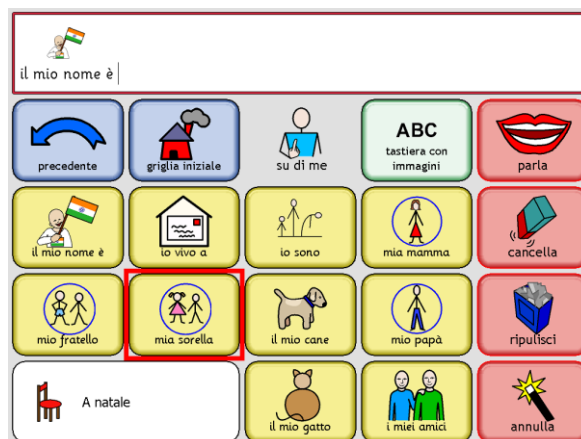 il mio nome è
precedente
griglia iniziale
su di me
ABC
tastiera con
immagini
parla
il mio nome è
io vivo a
io sono
mia mamma
cancella
mio fratello
mia sorella
il mio cane
mio papà
ripulisci
A natale
il mio gatto
i miei amici
annulla